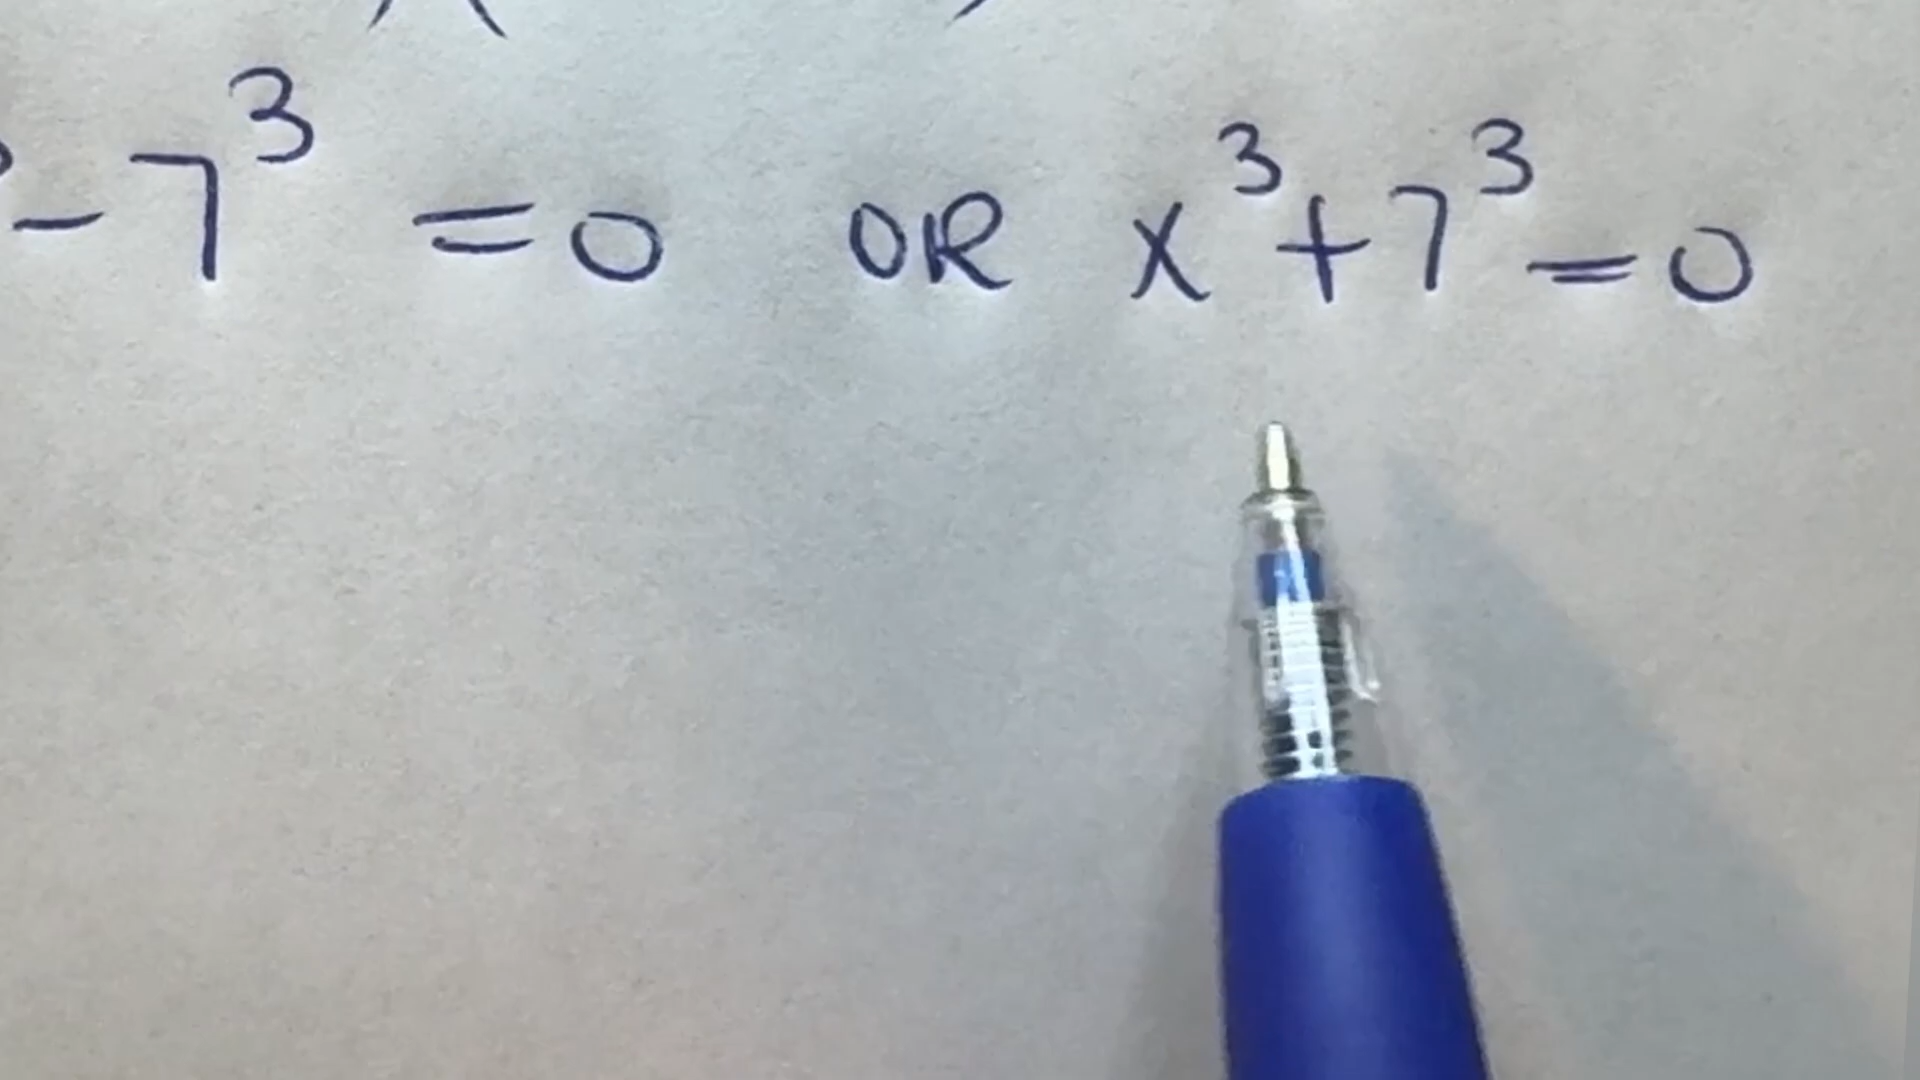 - 7³ = 0 OR x³ + 7³ = 0